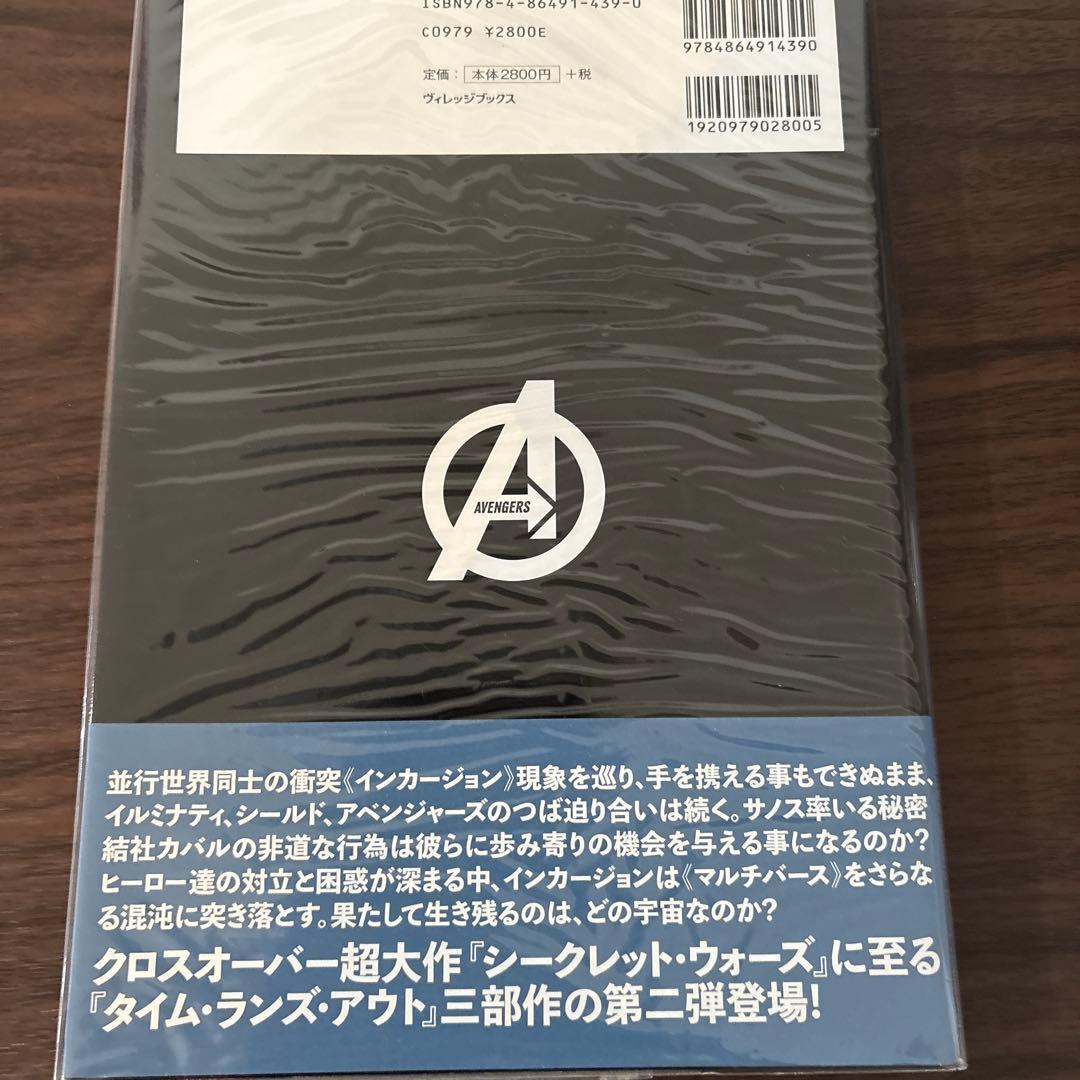 ISBN978-4-86491-439-0
C0979 ¥2800E
9784864914390
定価：本体2800円＋税
ヴィレッジブックス
1920979028005
AVENGERS
並行世界同士の衝突《インカージョン》現象を巡り、手を携える事もできぬまま、
イルミナティ、シールド、アベンジャーズのつば迫り合いは続く。サノス率いる秘密
結社カバルの非道な行為は彼らに歩み寄りの機会を与える事になるのか？
ヒーロー達の対立と困惑が深まる中、インカージョンは《マルチバース》をさらな
る混沌に突き落とす。果たして生き残るのは、どの宇宙なのか？
クロスオーバー超大作『シークレット・ウォーズ』に至る
『タイム・ランズ・アウト』三部作の第二弾登場！